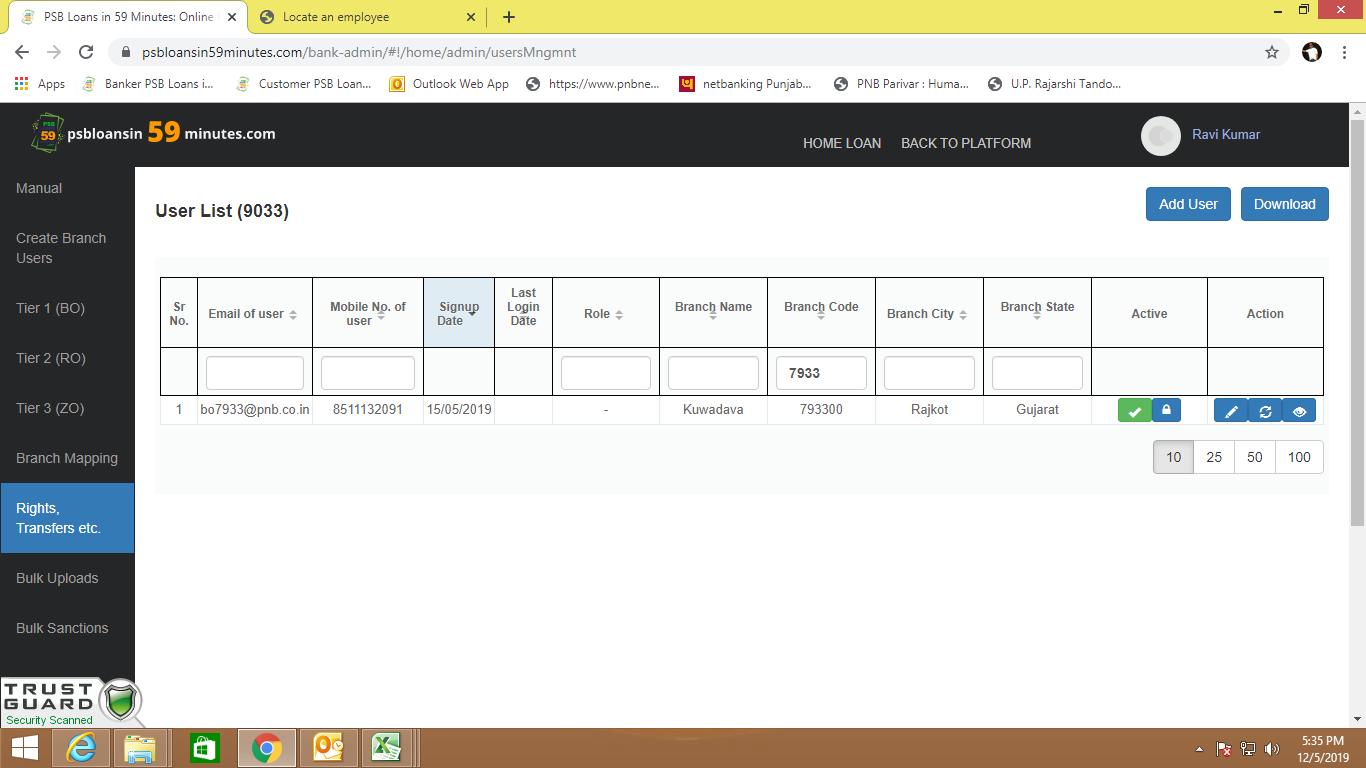 PSB Loans in 59 Minutes: Online
Locate an employee
psbloansin59minutes.com/bank-admin/#!/home/admin/usersMngmnt
Apps
Banker PSB Loans i...
Customer PSB Loan...
Outlook Web App
https://www.pnbne...
netbanking Punjab...
PNB Parivar : Huma...
U.P. Rajarshi Tando...
PSB
59
psbloansin 59 minutes.com
HOME LOAN
BACK TO PLATFORM
Ravi Kumar
Manual
Create Branch
Users
Tier 1 (BO)
Tier 2 (RO)
Tier 3 (ZO)
Branch Mapping
Rights,
Transfers etc.
Bulk Uploads
Bulk Sanctions
User List (9033)
Add User
Download
Sr
No.
Email of user
Mobile No. of
user
Signup
Date
Last
Login
Date
Role
Branch Name
Branch Code
Branch City
Branch State
Active
Action
7933
1 bo7933@pnb.co.in 8511132091 15/05/2019 - Kuwadava 793300 Rajkot Gujarat
10 25 50 100
TRUST
GUARD
Security Scanned
5:35 PM
12/5/2019